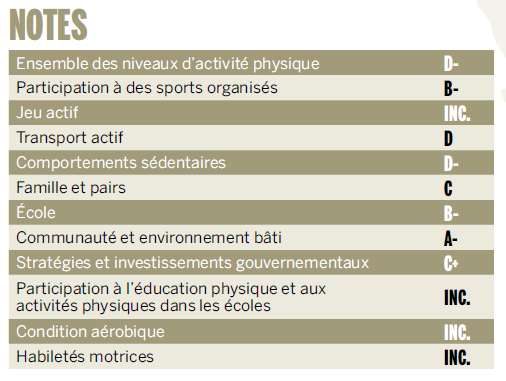 NOTES
Ensemble des niveaux d'activité physique D-
Participation à des sports organisés B-
Jeu actif INC.
Transport actif D
Comportements sédentaires D-
Famille et pairs C
École B-
Communauté et environnement bâti A-
Stratégies et investissements gouvernementaux C+
Participation à l'éducation physique et aux
activités physiques dans les écoles INC.
Condition aérobique INC.
Habiletés motrices INC.